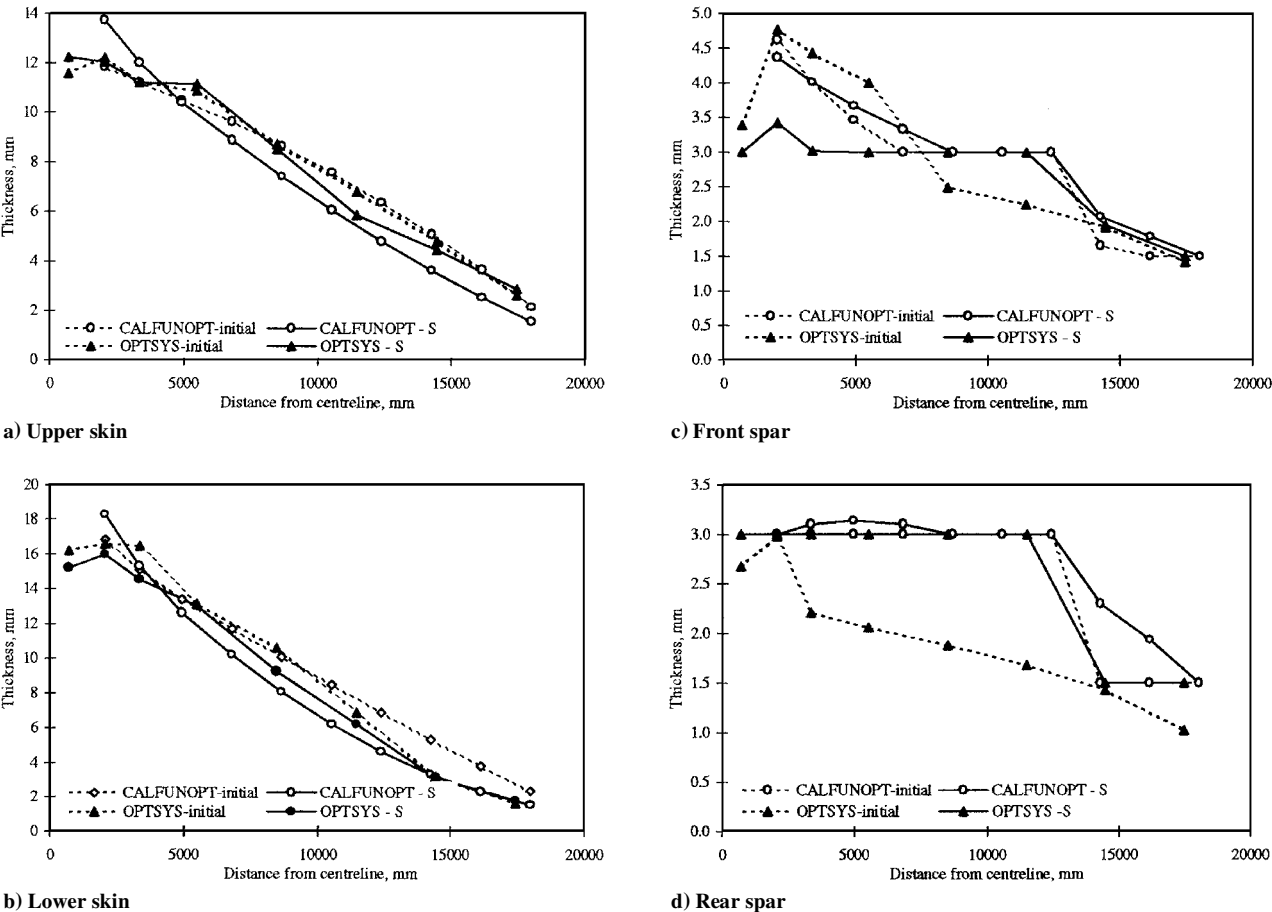 14
12
10
8
6
4
2
0
Thickness, mm
CALFUNOPT-initial
CALFUNOPT - S
OPTSYS-initial
OPTSYS - S
0
5000
10000
15000
20000
Distance from centreline, mm
a) Upper skin
5.0
4.5
4.0
3.5
3.0
2.5
2.0
1.5
1.0
0.5
0.0
Thickness, mm
CALFUNOPT-initial
CALFUNOPT - S
OPTSYS-initial
OPTSYS - S
0
5000
10000
15000
20000
Distance from centreline, mm
c) Front spar
20
18
16
14
12
10
8
6
4
2
0
Thickness, mm
CALFUNOPT-initial
CALFUNOPT - S
OPTSYS-initial
OPTSYS - S
0
5000
10000
15000
20000
Distance from centreline, mm
b) Lower skin
3.5
3.0
2.5
2.0
1.5
1.0
0.5
0.0
Thickness, mm
CALFUNOPT-initial
CALFUNOPT - S
OPTSYS-initial
OPTSYS -S
0
5000
10000
15000
20000
Distance from centreline, mm
d) Rear spar